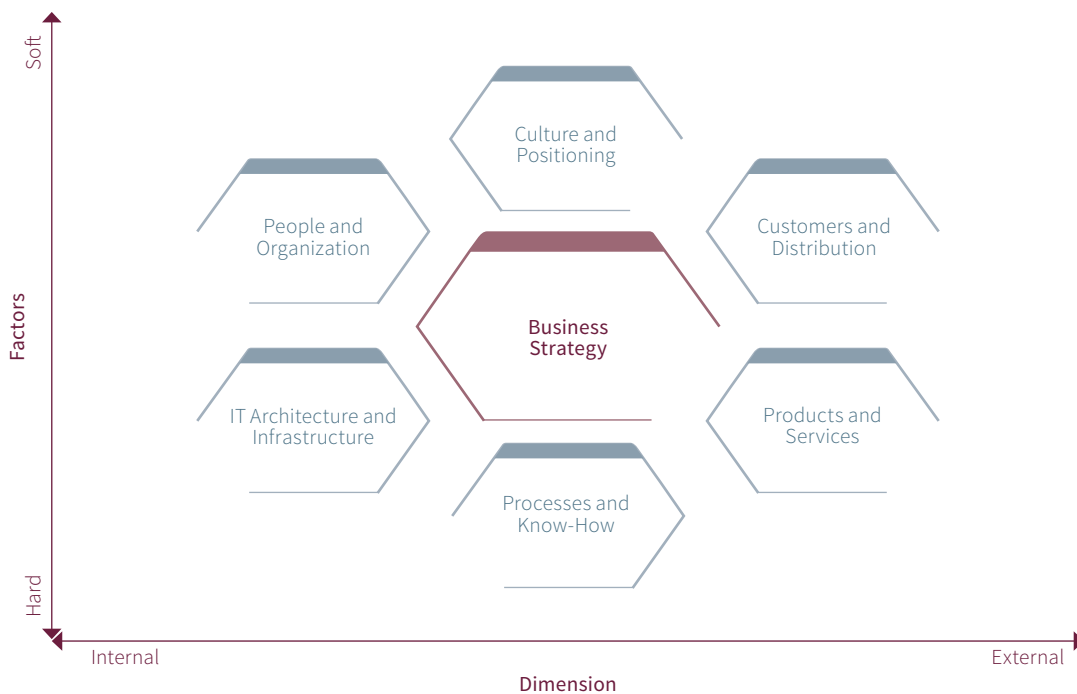 Soft
Culture and
Positioning
People and
Organization
Customers and
Distribution
Factors
Business
Strategy
IT Architecture and
Infrastructure
Products and
Services
Processes and
Know-How
Hard
Internal
External
Dimension